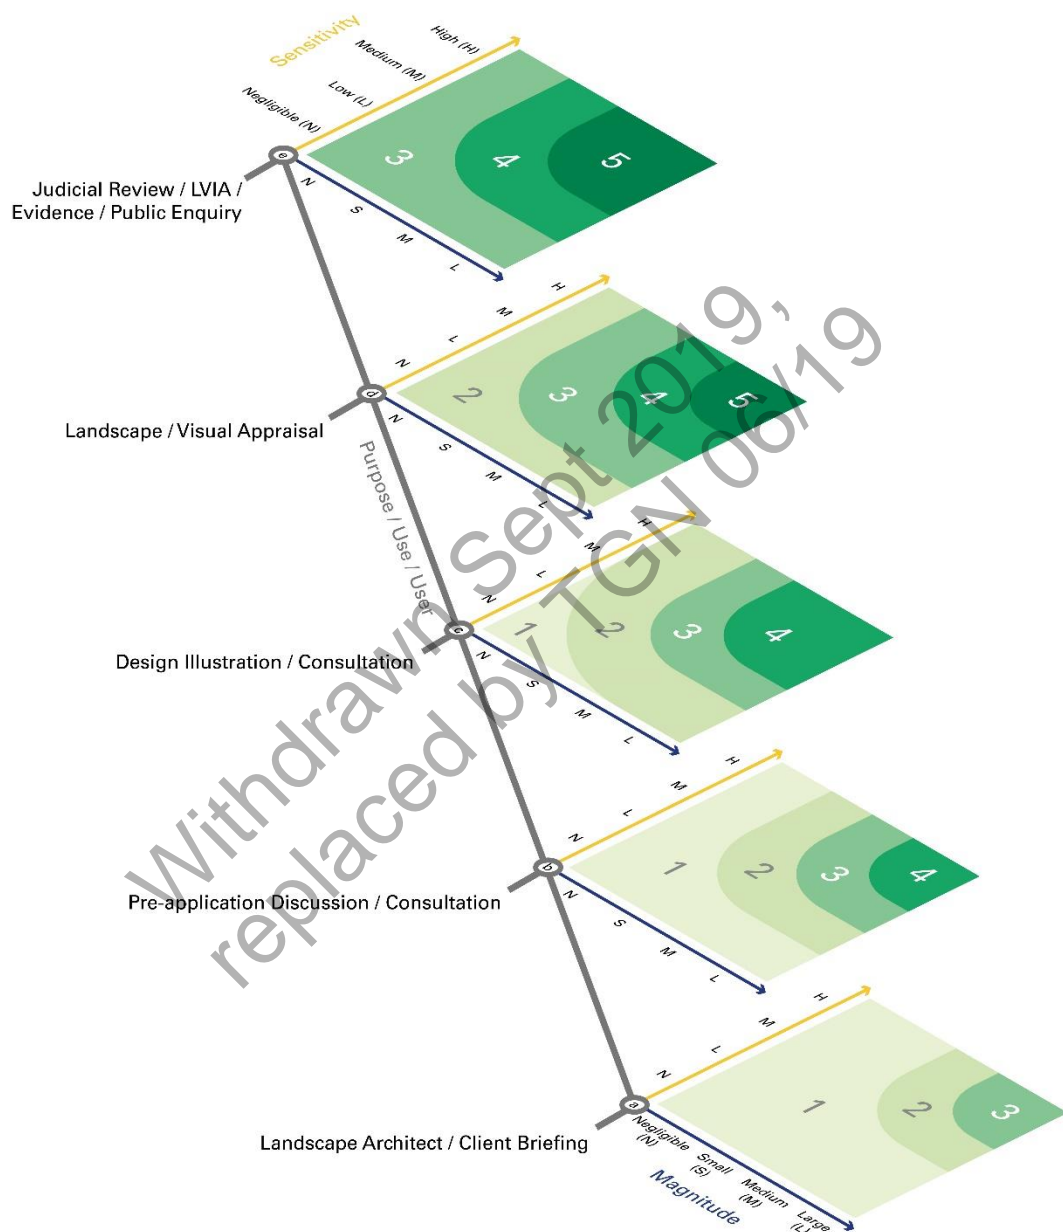 Sensitivity
High (H)
Medium (M)
Low (L)
Negligible (N)
3 4 5
e
Judicial Review / LVIA /
Evidence / Public Enquiry
N
S
M
L
H
M
L
N
2 3 4 5
d
Landscape / Visual Appraisal
N
S
M
L
Purpose / Use / User
H
M
L
N
1 2 3 4
c
Design Illustration / Consultation
N
S
M
L
H
M
L
N
1 2 3 4
b
Pre-application Discussion / Consultation
N
S
M
L
H
M
L
N
1 2 3
a
Landscape Architect / Client Briefing
Negligible
(N)
Small
(S)
Medium
(M)
Large
(L)
Magnitude
Withdrawn Sept 2019,
replaced by TGN 06/19